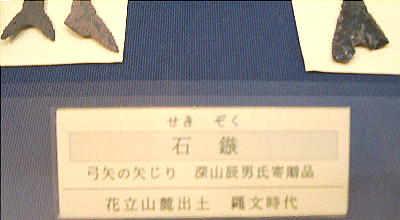 せき ぞく
石鏃
弓矢の矢じり 深山辰男氏寄贈品
花立山麓出土 縄文時代